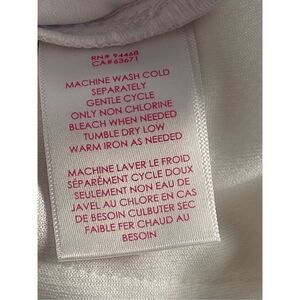 RN# 94468
CA# 63671
MACHINE WASH COLD
SEPARATELY
GENTLE CYCLE
ONLY NON CHLORINE
BLEACH WHEN NEEDED
TUMBLE DRY LOW
WARM IRON AS NEEDED
MACHINE LAVER LE FROID
SÉPARÉMENT CYCLE DOUX
SEULEMENT NON EAU DE
JAVEL AU CHLORE EN CAS
DE BESOIN CULBUTER SEC
FAIBLE FER CHAUD AU
BESOIN